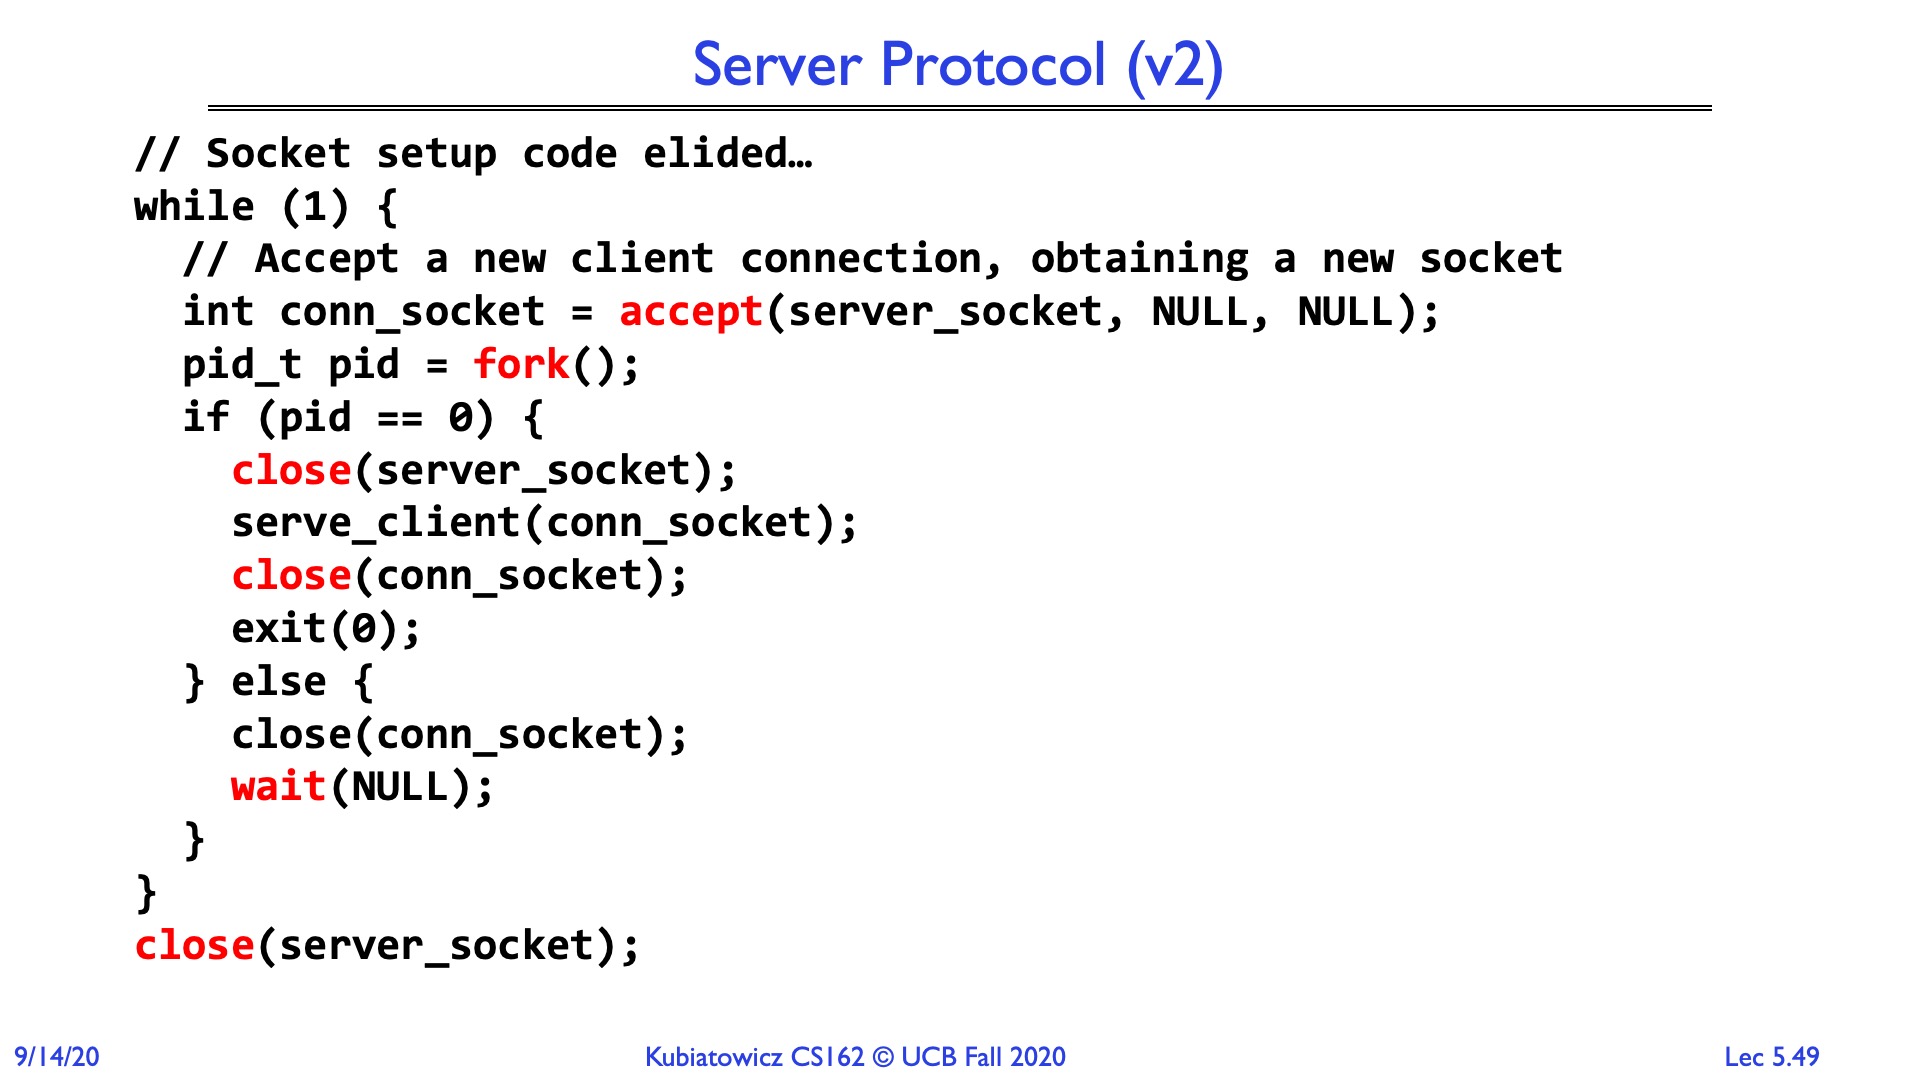 Server Protocol (v2)
// Socket setup code elided…
while (1) {
  // Accept a new client connection, obtaining a new socket
  int conn_socket = accept(server_socket, NULL, NULL);
  pid_t pid = fork();
  if (pid == 0) {
    close(server_socket);
    serve_client(conn_socket);
    close(conn_socket);
    exit(0);
  } else {
    close(conn_socket);
    wait(NULL);
  }
}
close(server_socket);
9/14/20
Kubiatowicz CS162 © UCB Fall 2020
Lec 5.49